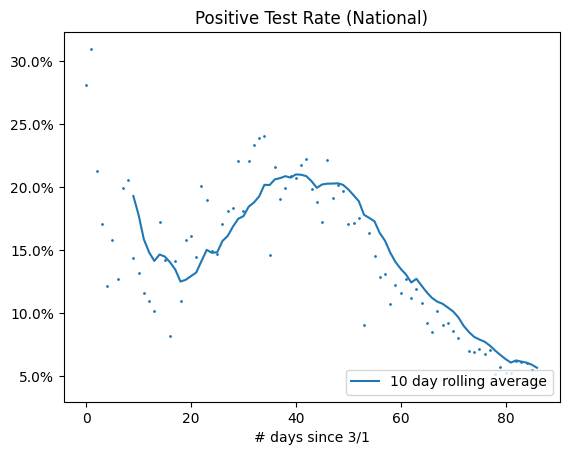 Positive Test Rate (National)
30.0%
25.0%
20.0%
15.0%
10.0%
5.0%
10 day rolling average
0 20 40 60 80
# days since 3/1